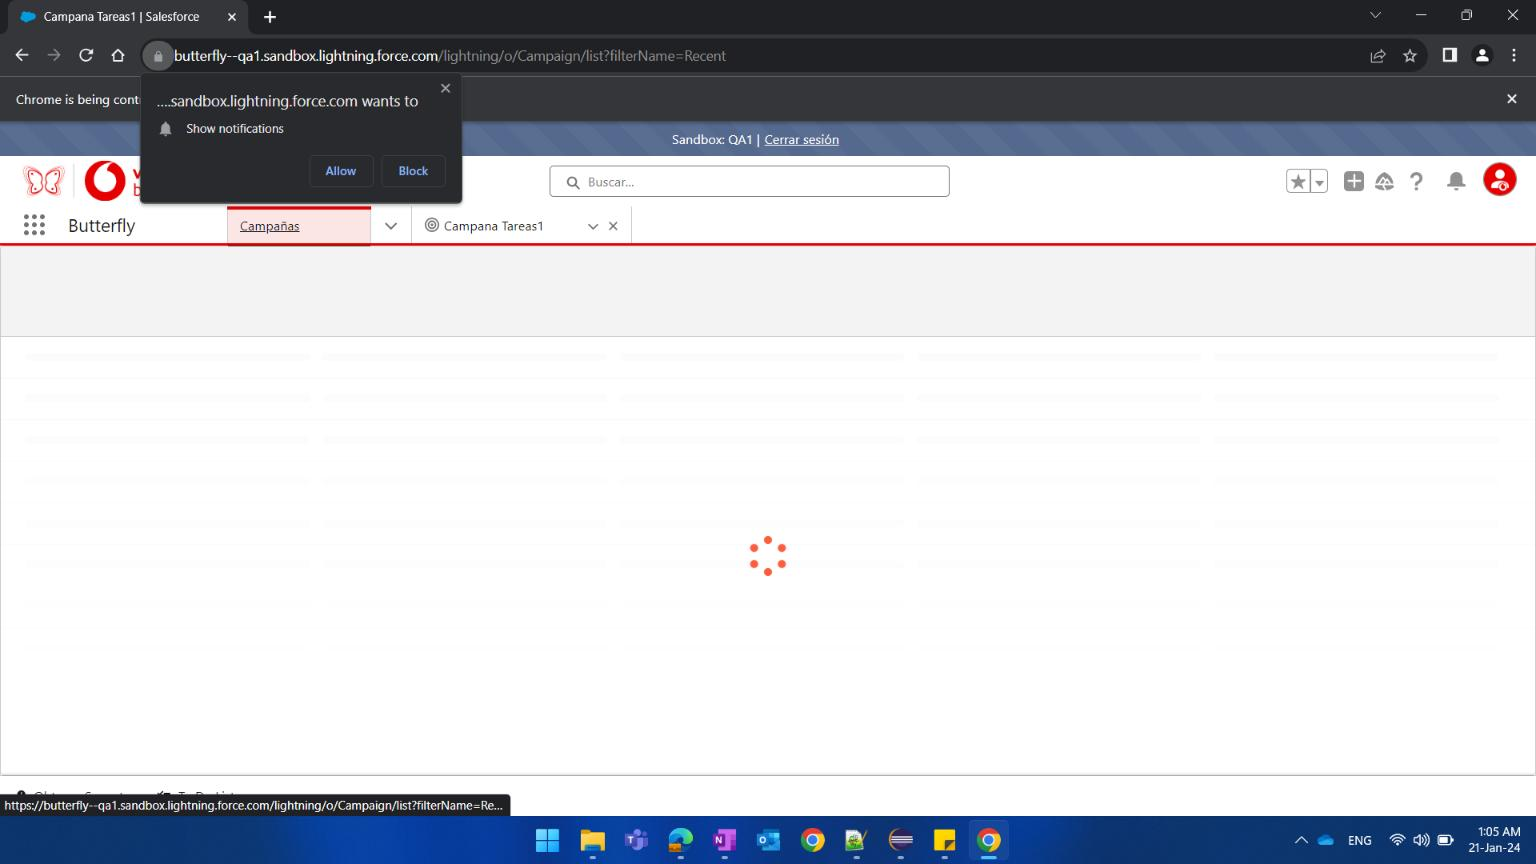 Campana Tareas1 | Salesforce
butterfly--qa1.sandbox.lightning.force.com/lightning/o/Campaign/list?filterName=Recent
Chrome is being cont
....sandbox.lightning.force.com wants to
Show notifications
Allow
Block
Sandbox: QA1 | Cerrar sesión
Buscar...
Butterfly
Campañas
Campana Tareas1
https://butterfly--qa1.sandbox.lightning.force.com/lightning/o/Campaign/list?filterName=Re...
ENG
1:05 AM
21-Jan-24